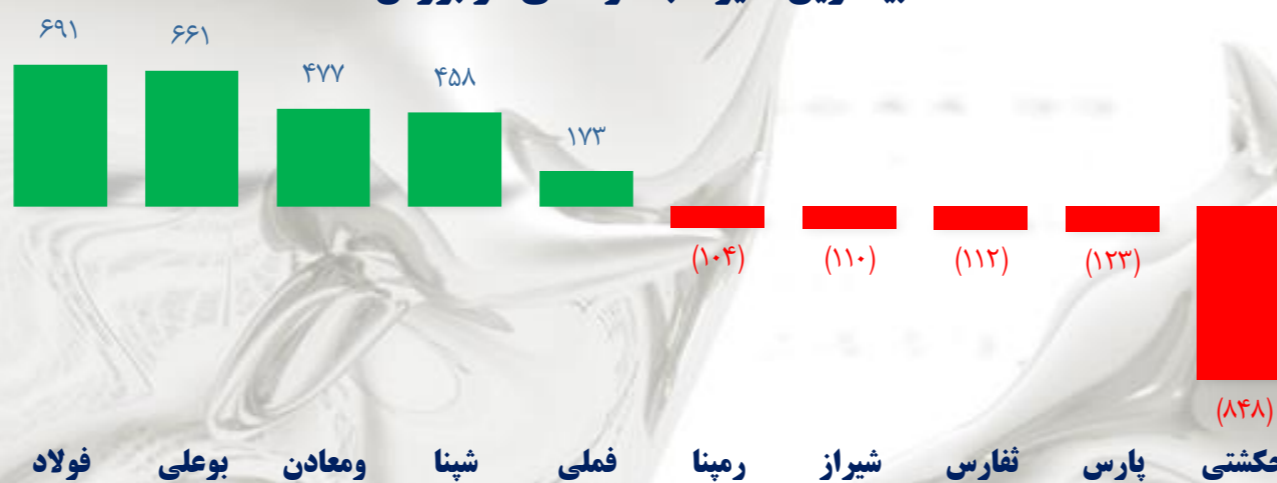 ۶۹۱ ۶۶۱ ۴۷۷ ۴۵۸ ۱۷۳
(۱۰۴) (۱۱۰) (۱۱۲) (۱۲۳)
(۸۴۸)
فولاد بوعلی ومعادن شپنا فملی رمپنا شیراز ثفارس پارس حکشتی